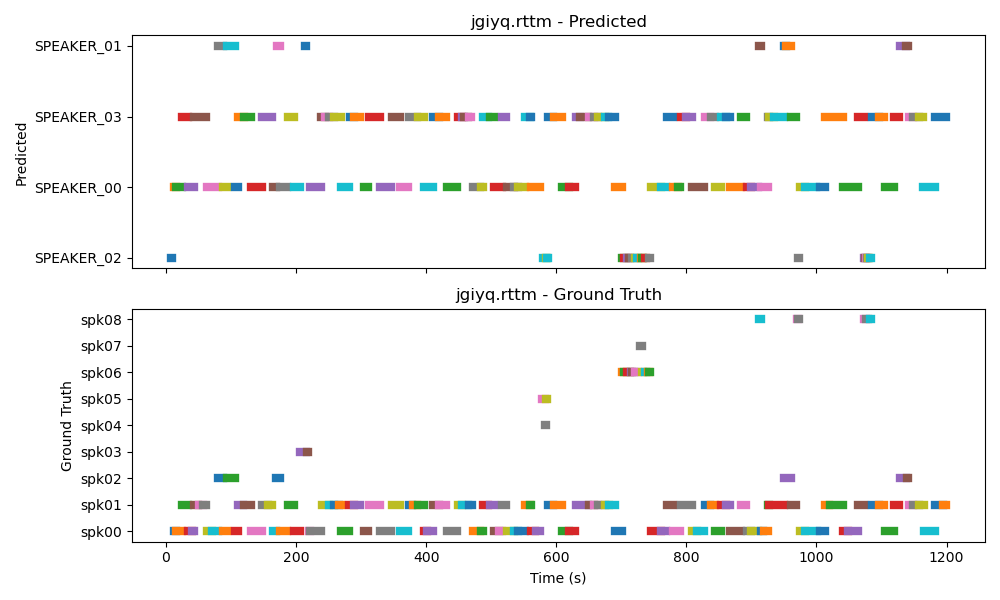 jgiyq.rttm - Predicted
Predicted
SPEAKER_01
SPEAKER_03
SPEAKER_00
SPEAKER_02
jgiyq.rttm - Ground Truth
Ground Truth
spk08
spk07
spk06
spk05
spk04
spk03
spk02
spk01
spk00
0 200 400 600 800 1000 1200
Time (s)